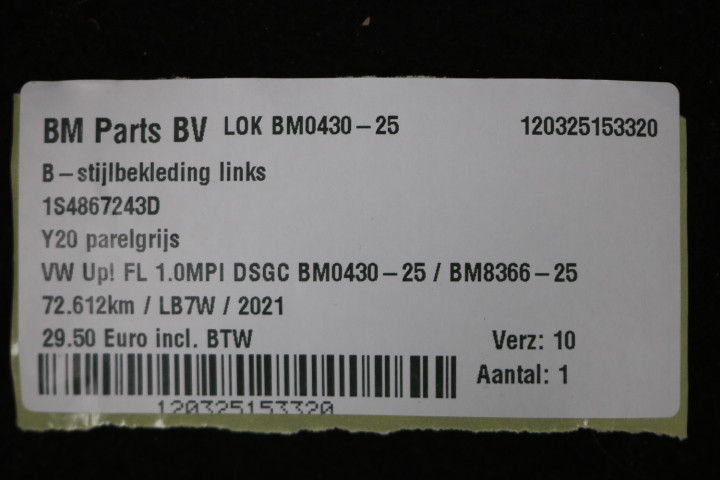 BM Parts BV LOK BM0430-25 120325153320
B-stijlbekleding links
1S4867243D
Y20 parelgrijs
VW Up! FL 1.0MPI DSGC BM0430-25 / BM8366-25
72.612km / LB7W / 2021
29.50 Euro incl. BTW Verz: 10
Aantal: 1
120325153320